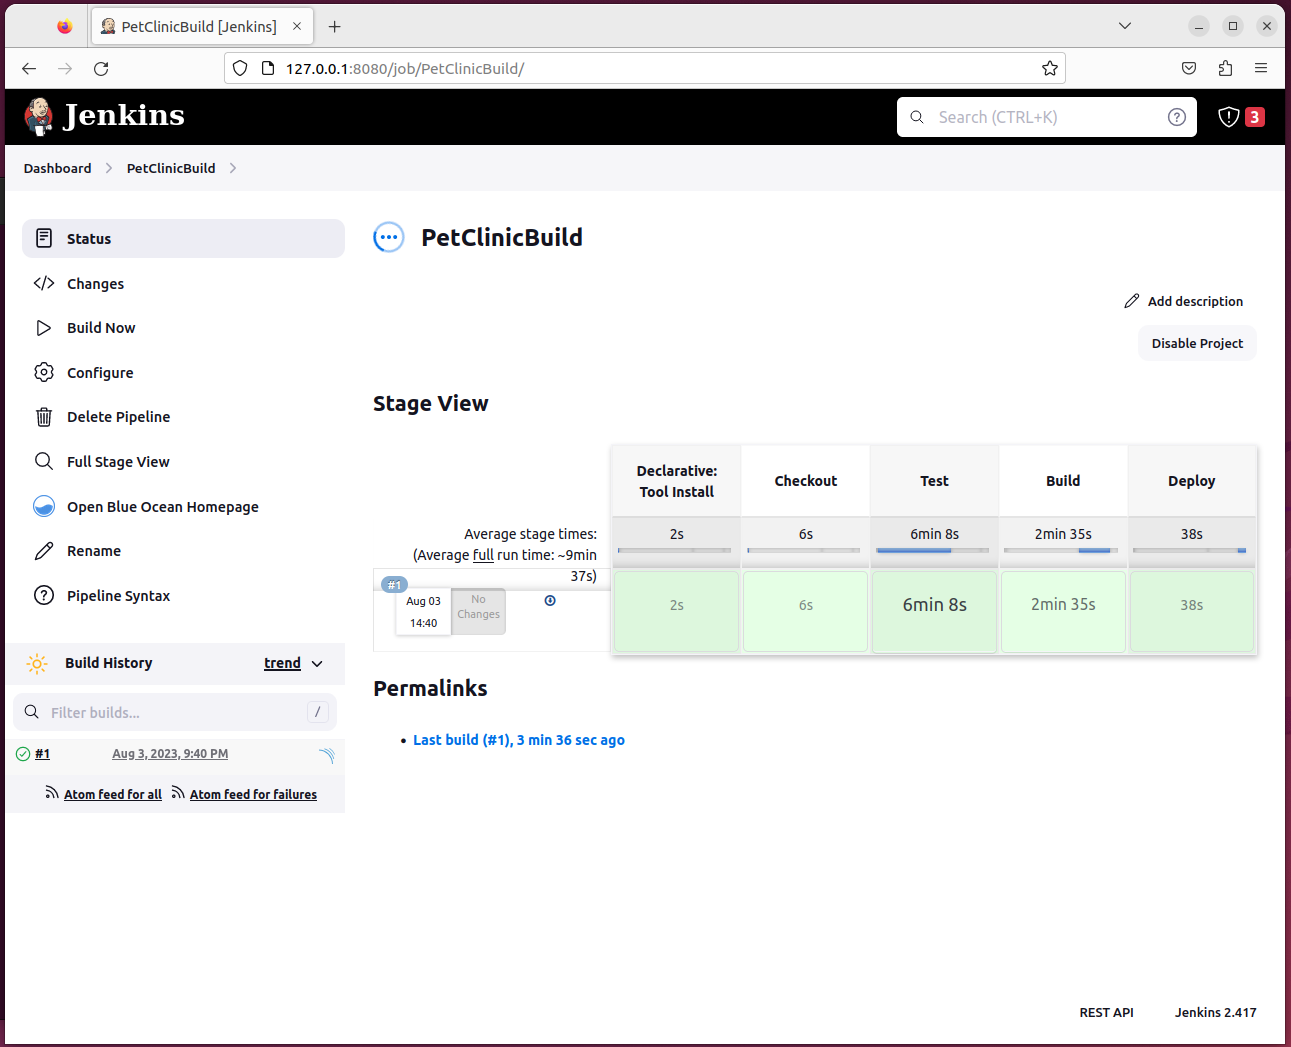 PetClinicBuild [Jenkins]
127.0.0.1:8080/job/PetClinicBuild/
Jenkins
Search (CTRL+K)
3
Dashboard
PetClinicBuild
Status
Changes
Build Now
Configure
Delete Pipeline
Full Stage View
Open Blue Ocean Homepage
Rename
Pipeline Syntax
Build History
trend
Filter builds...
/
#1
Aug 3, 2023, 9:40 PM
Atom feed for all
Atom feed for failures
PetClinicBuild
Add description
Disable Project
Stage View
Declarative:
Tool Install
Checkout
Test
Build
Deploy
Average stage times:
(Average full run time: ~9min
37s)
2s
6s
6min 8s
2min 35s
38s
#1
Aug 03
14:40
No
Changes
2s
6s
6min 8s
2min 35s
38s
Permalinks
Last build (#1), 3 min 36 sec ago
REST API
Jenkins 2.417